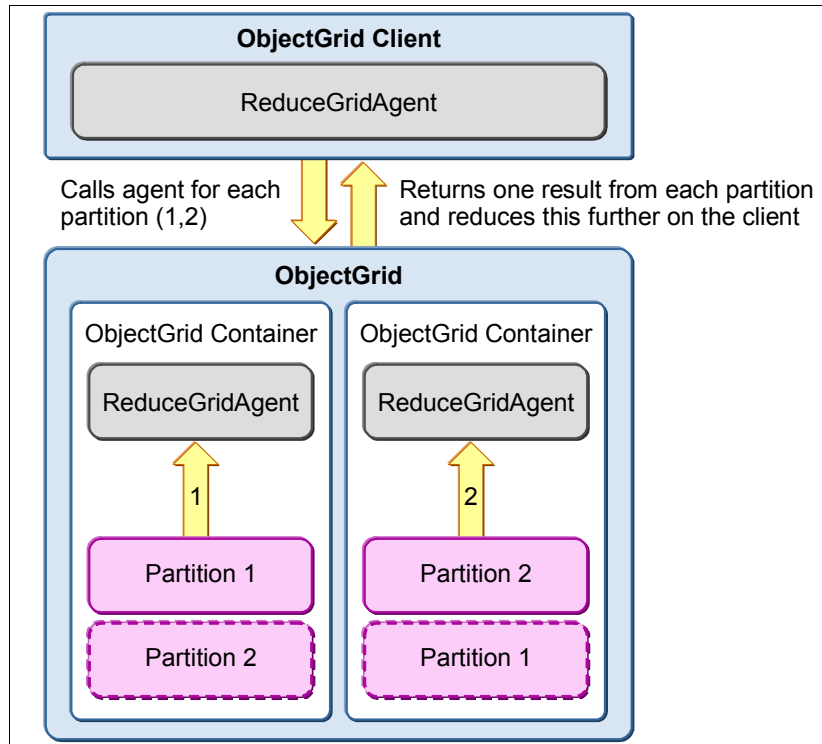 ObjectGrid Client
ReduceGridAgent
Calls agent for each
partition (1,2)
Returns one result from each partition
and reduces this further on the client
ObjectGrid
ObjectGrid Container
ReduceGridAgent
1
Partition 1
Partition 2
ObjectGrid Container
ReduceGridAgent
2
Partition 2
Partition 1